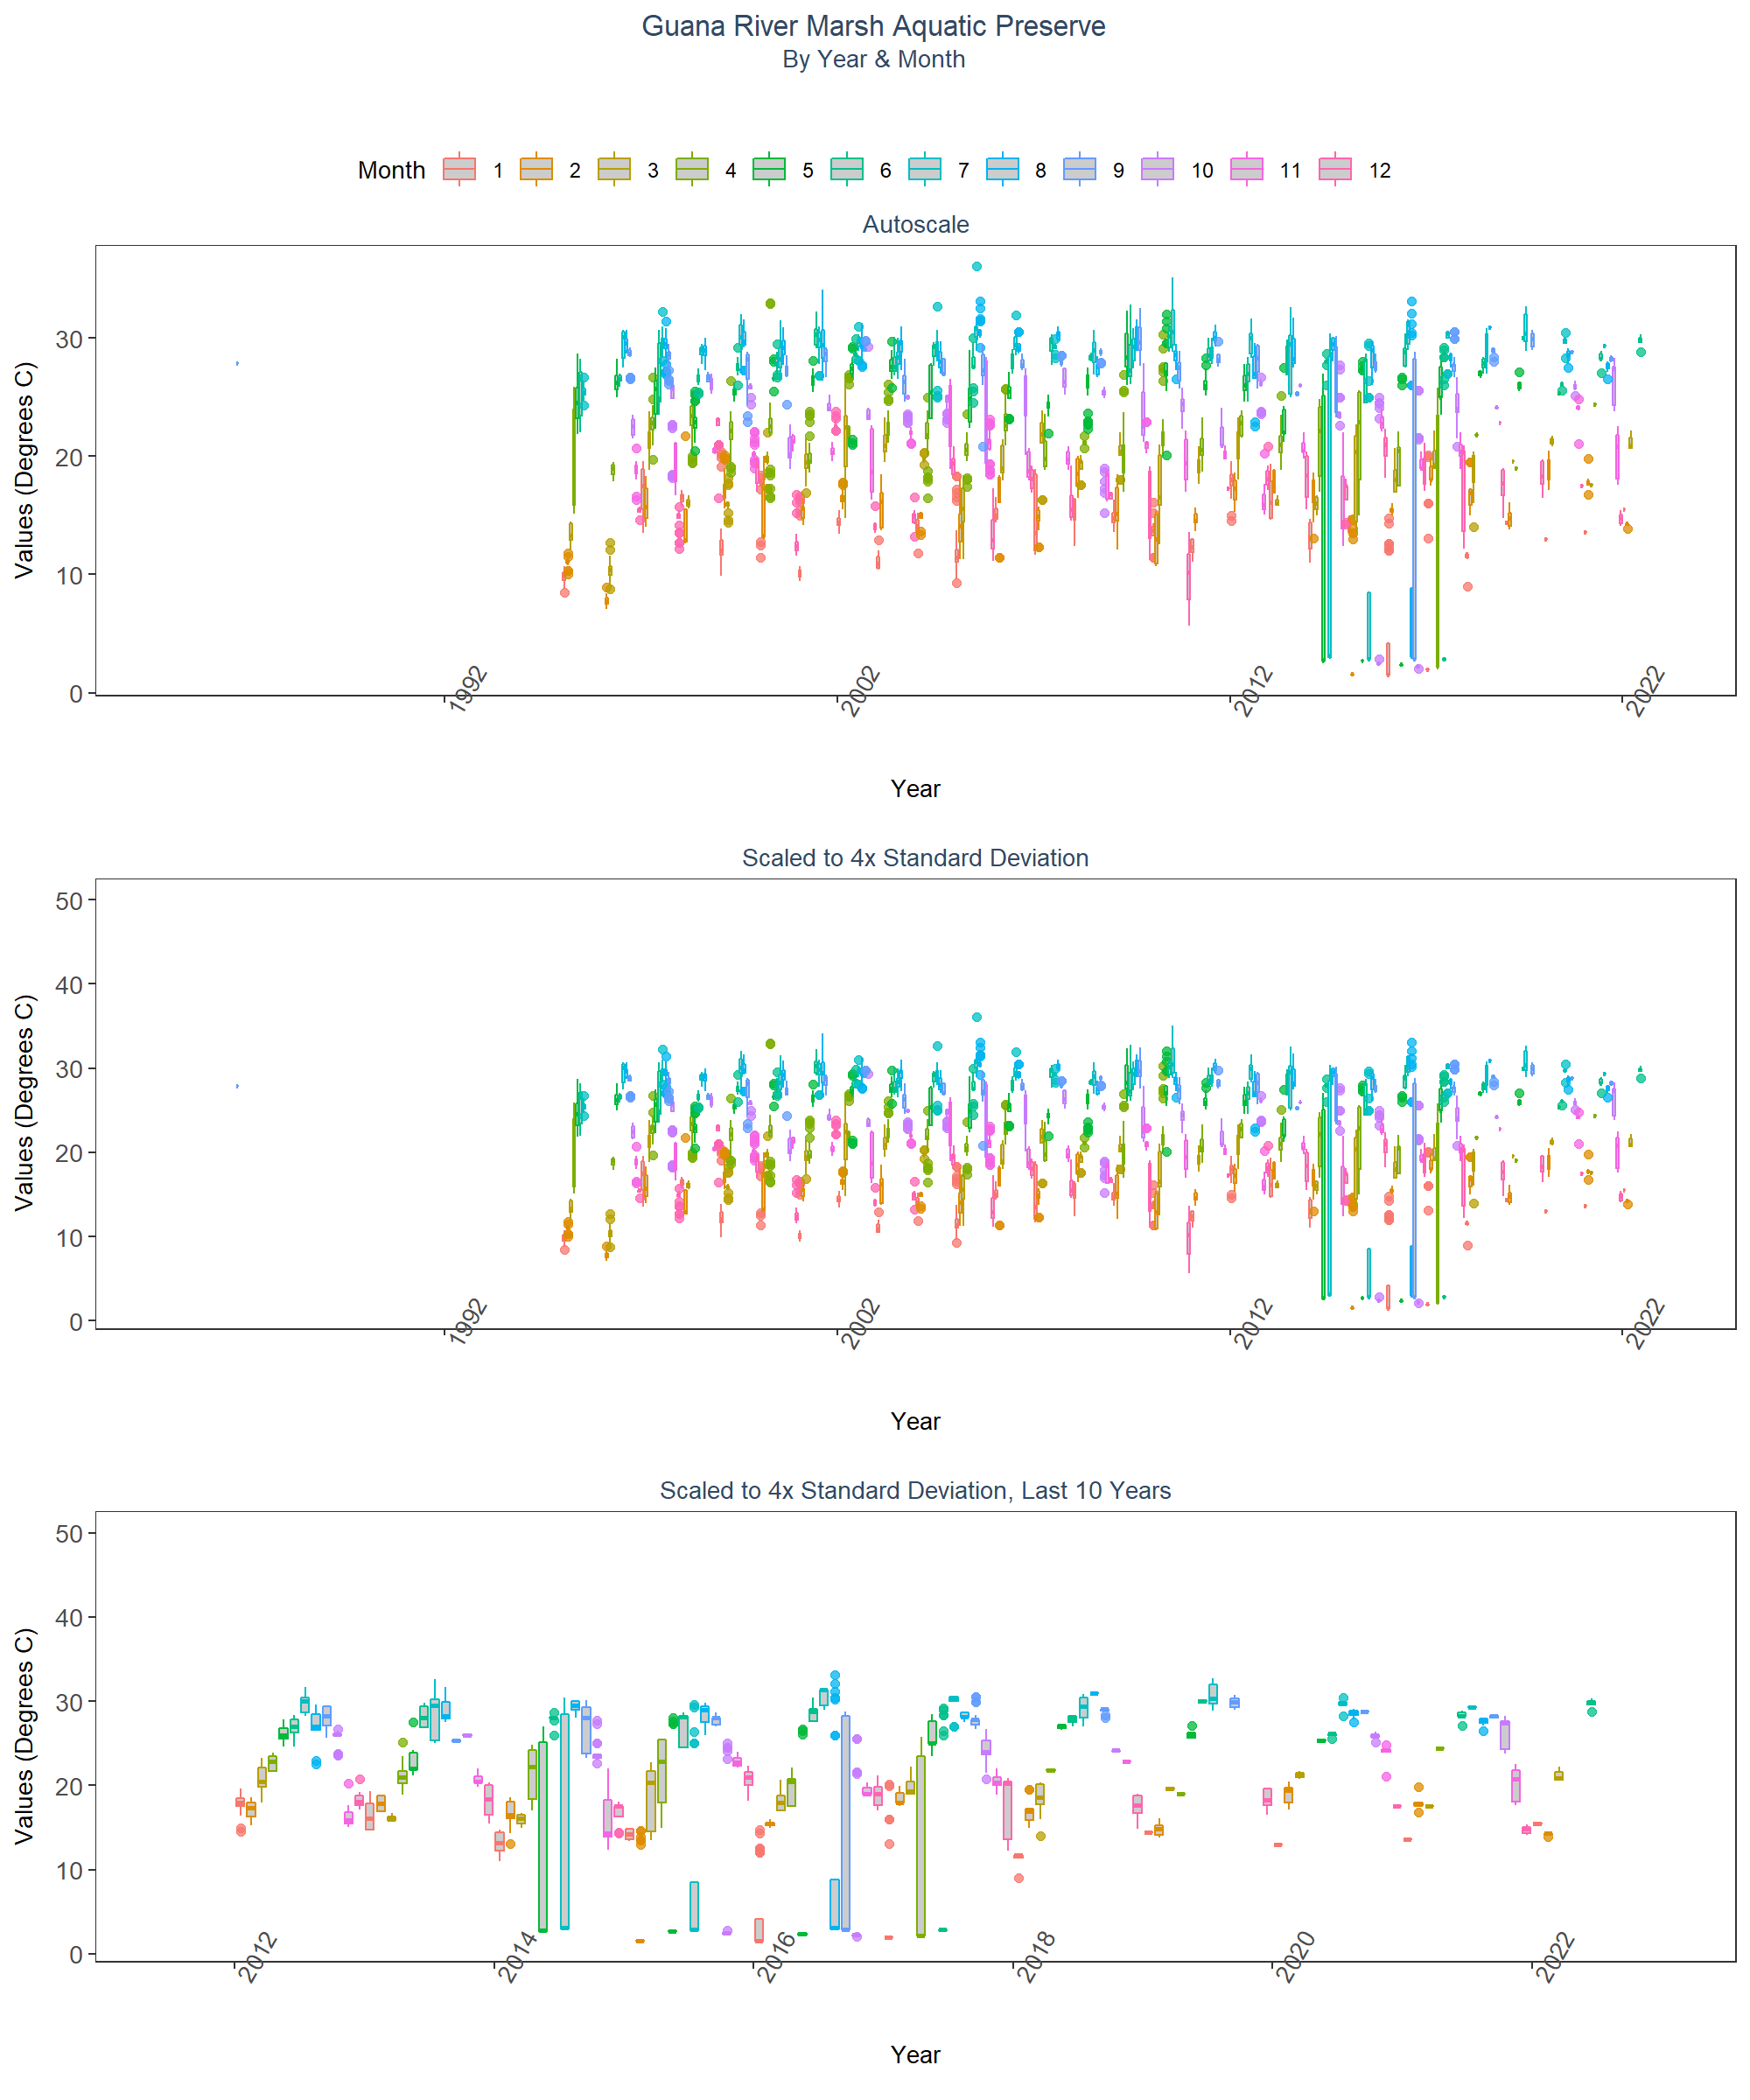 Guana River Marsh Aquatic Preserve
By Year & Month
Month 1 2 3 4 5 6 7 8 9 10 11 12
Autoscale
Values (Degrees C)
30
20
10
0
1992 2002 2012 2022
Year
Scaled to 4x Standard Deviation
Values (Degrees C)
50
40
30
20
10
0
1992 2002 2012 2022
Year
Scaled to 4x Standard Deviation, Last 10 Years
Values (Degrees C)
50
40
30
20
10
0
2012 2014 2016 2018 2020 2022
Year